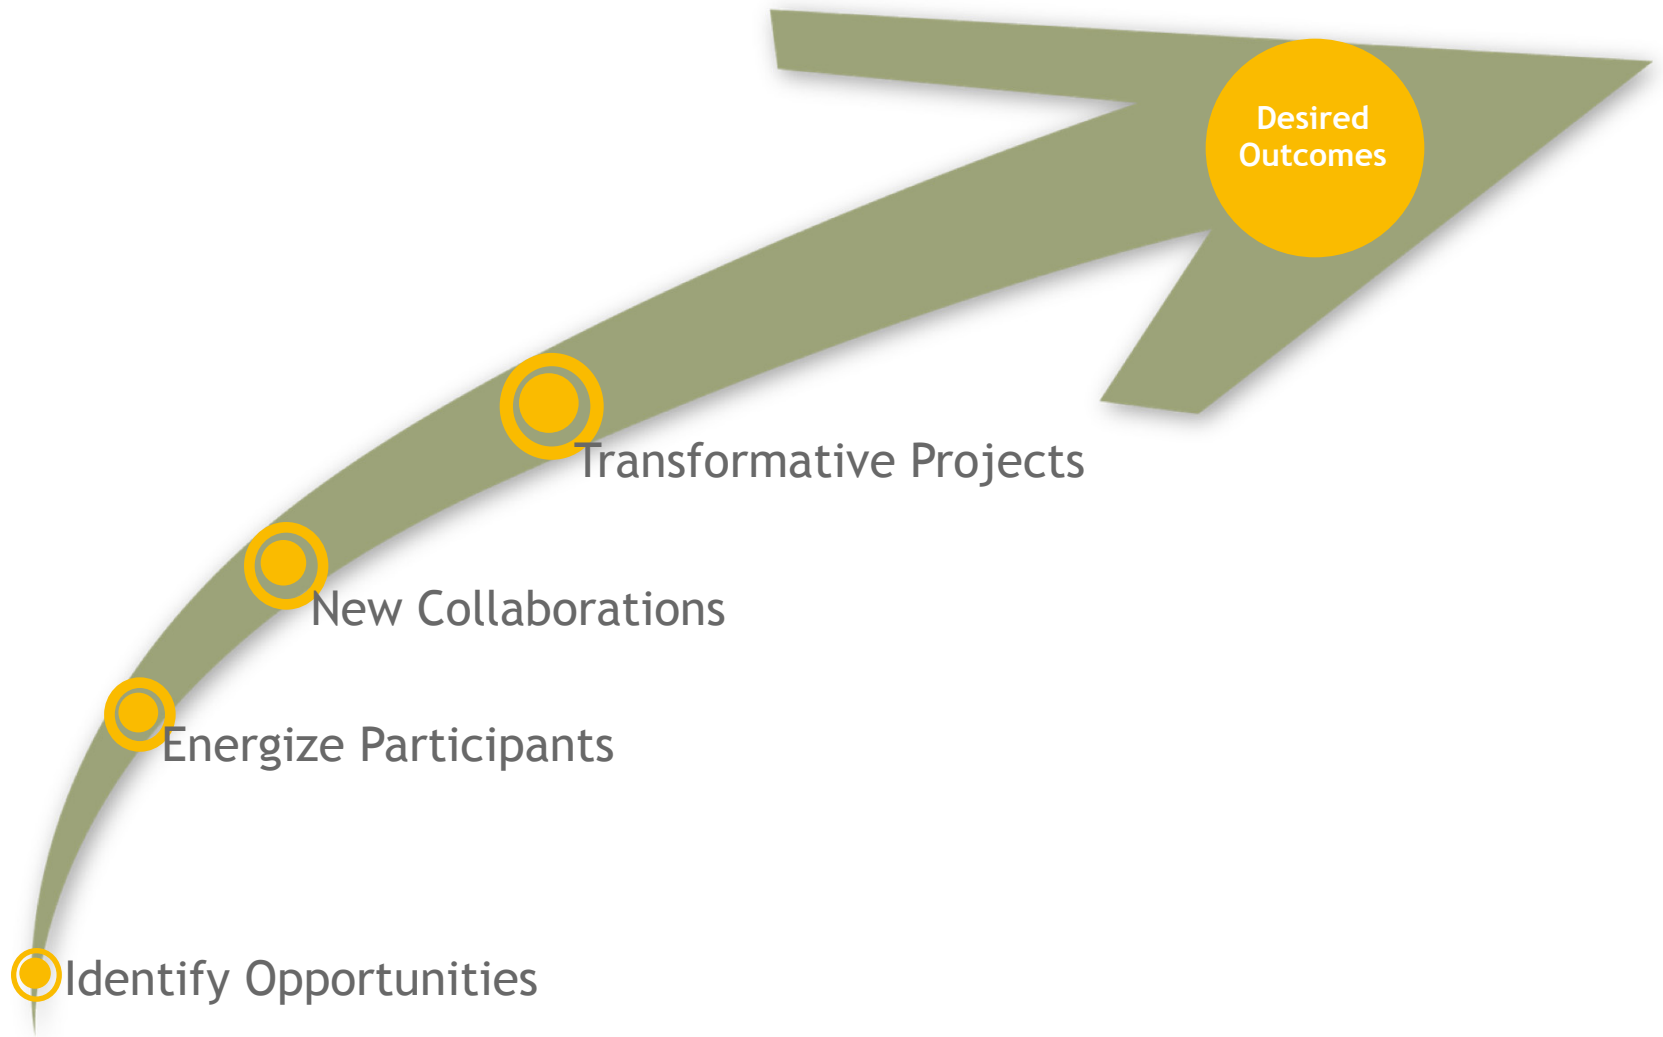 Desired
Outcomes
Transformative Projects
New Collaborations
Energize Participants
Identify Opportunities